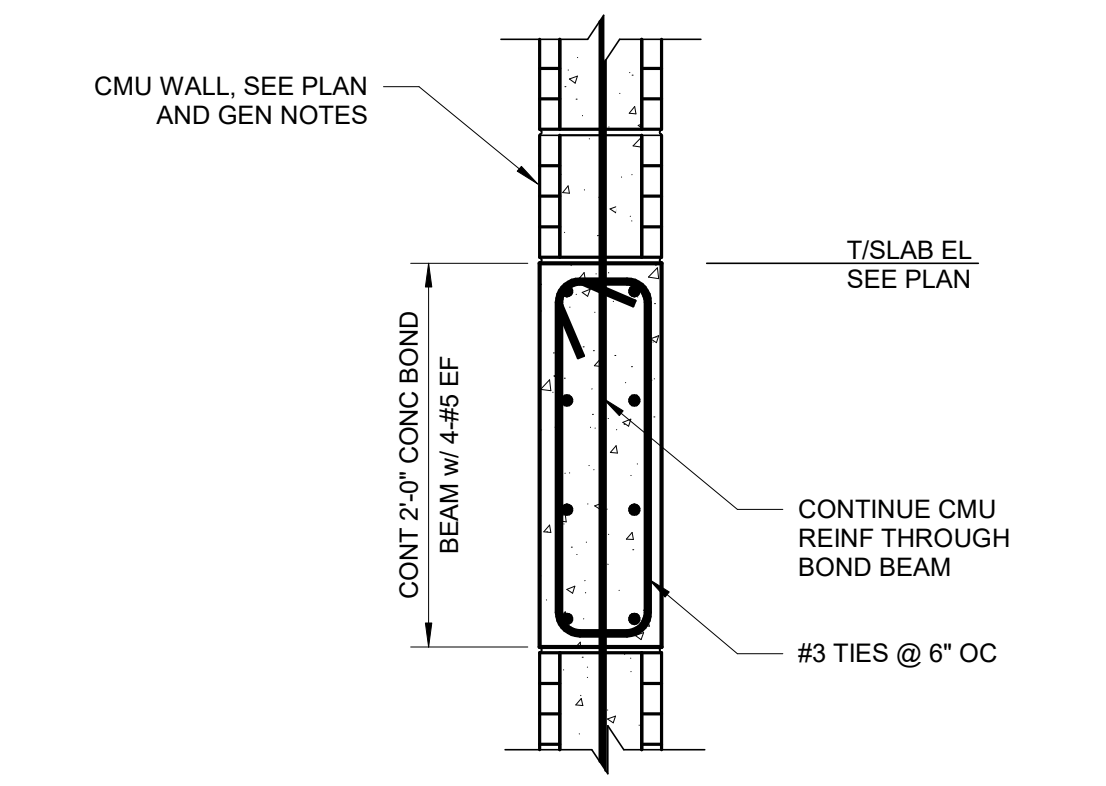 CMU WALL, SEE PLAN
AND GEN NOTES
T/SLAB EL
SEE PLAN
CONT 2'-0" CONC BOND
BEAM w/ 4-#5 EF
CONTINUE CMU
REINF THROUGH
BOND BEAM
#3 TIES @ 6" OC